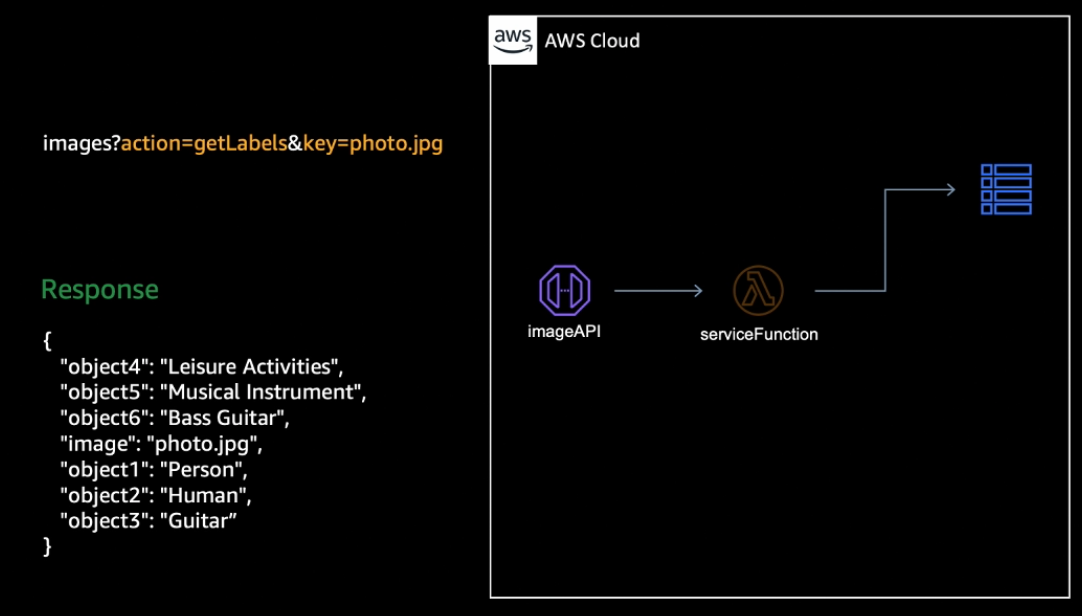 aws
AWS Cloud
images?action=getLabels&key=photo.jpg
Response
{
"object4": "Leisure Activities",
"object5": "Musical Instrument",
"object6": "Bass Guitar",
"image": "photo.jpg",
"object1": "Person",
"object2": "Human",
"object3": "Guitar”
}
imageAPI
serviceFunction